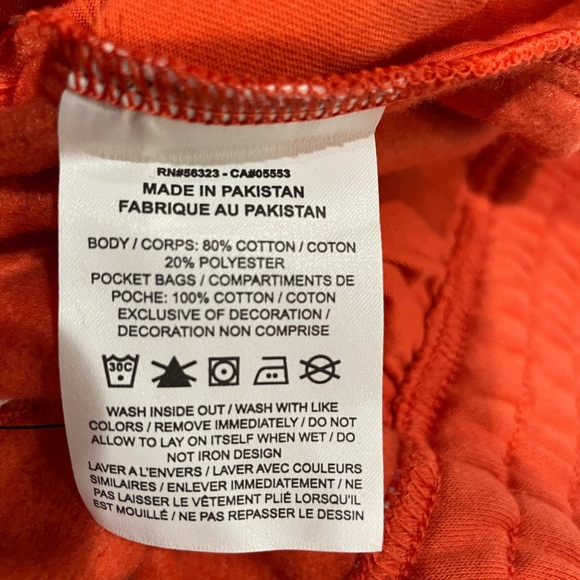 RN#56323 - CA#05553
MADE IN PAKISTAN
FABRIQUE AU PAKISTAN
BODY / CORPS: 80% COTTON / COTON
20% POLYESTER
POCKET BAGS / COMPARTIMENTS DE
POCHE: 100% COTTON / COTON
EXCLUSIVE OF DECORATION /
DECORATION NON COMPRISE
30C
WASH INSIDE OUT / WASH WITH LIKE
COLORS / REMOVE IMMEDIATELY / DO NOT
ALLOW TO LAY ON ITSELF WHEN WET / DO
NOT IRON DESIGN
LAVER A L'ENVERS / LAVER AVEC COULEURS
SIMILAIRES / ENLEVER IMMEDIATEMENT / NE
PAS LAISSER LE VÊTEMENT PLIÉ LORSQU'IL
EST MOUILLÉ / NE PAS REPASSER LE DESSIN